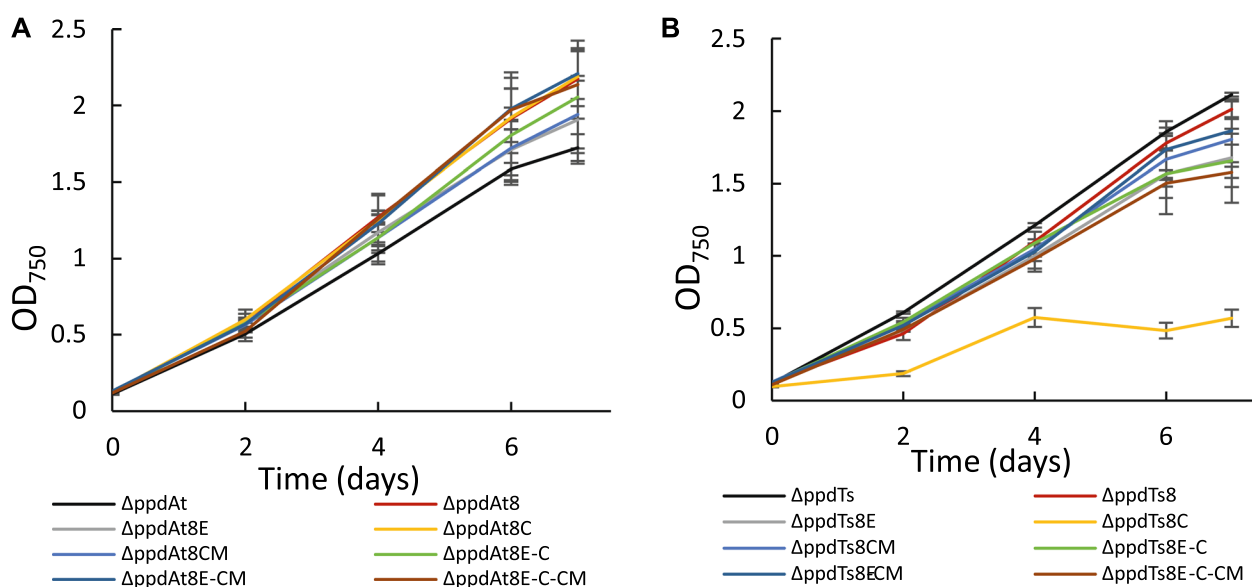 A
B
2.5
2
1.5
1
0.5
0
OD750
0 2 4 6
Time (days)
ΔppdAt ΔppdAt8
ΔppdAt8E ΔppdAt8C
ΔppdAt8CM ΔppdAt8E-C
ΔppdAt8E-CM ΔppdAt8E-C-CM
2.5
2
1.5
1
0.5
0
OD750
0 2 4 6
Time (days)
ΔppdTs ΔppdTs8
ΔppdTs8E ΔppdTs8C
ΔppdTs8CM ΔppdTs8E-C
ΔppdTs8ECM ΔppdTs8E-C-CM